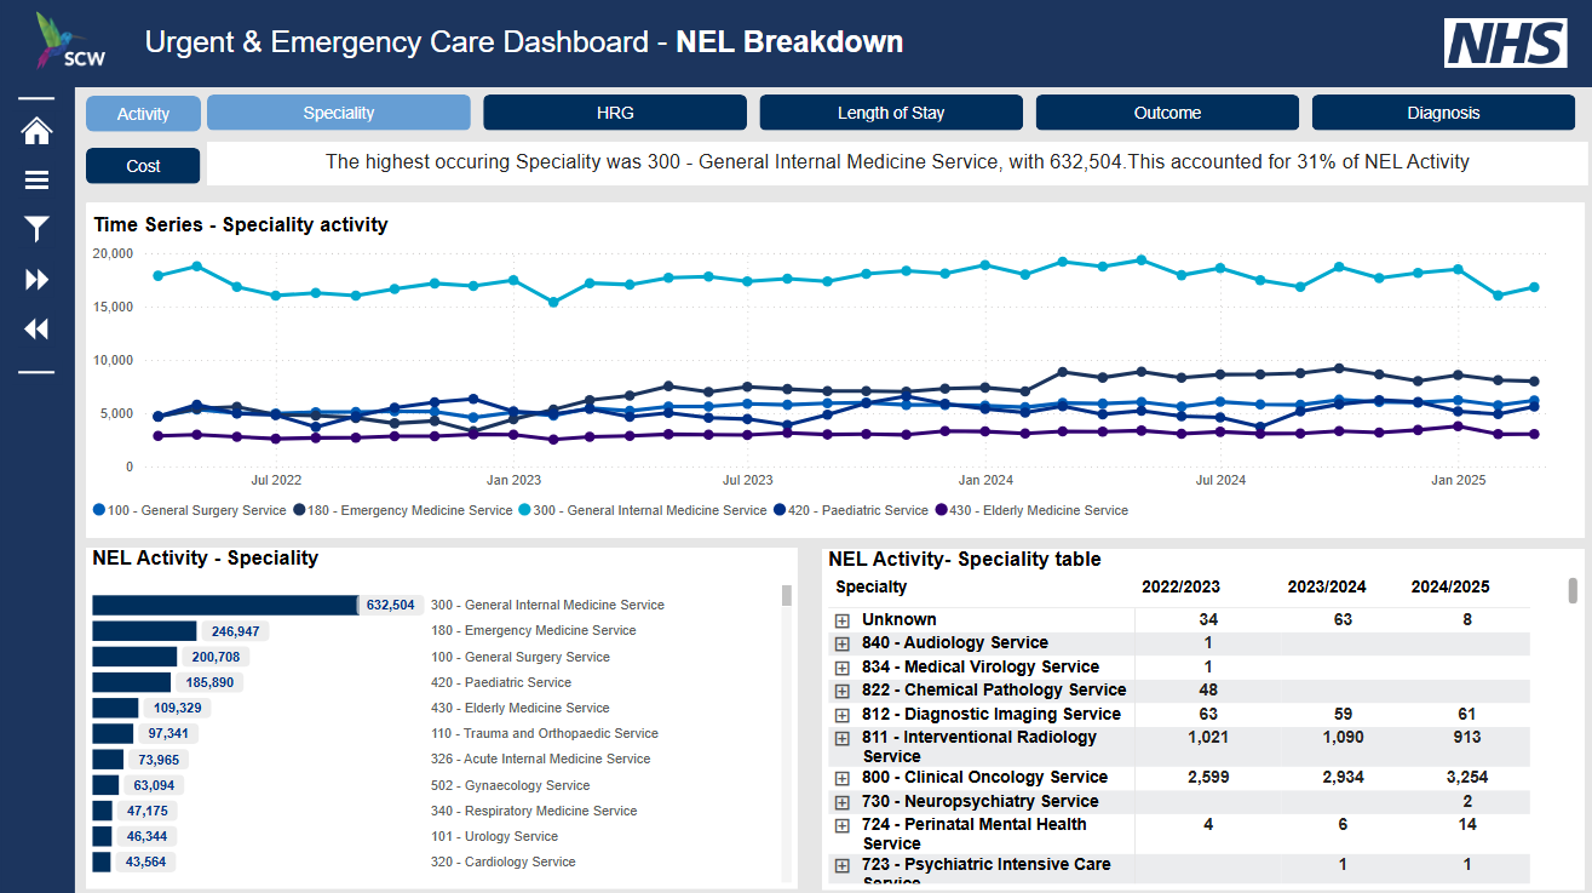 SCW
Urgent & Emergency Care Dashboard - NEL Breakdown
NHS
Activity
Speciality
HRG
Length of Stay
Outcome
Diagnosis
Cost
The highest occuring Speciality was 300 - General Internal Medicine Service, with 632,504.This accounted for 31% of NEL Activity
Time Series - Speciality activity
20,000
15,000
10,000
5,000
0
Jul 2022
Jan 2023
Jul 2023
Jan 2024
Jul 2024
Jan 2025
100 - General Surgery Service
180 - Emergency Medicine Service
300 - General Internal Medicine Service
420 - Paediatric Service
430 - Elderly Medicine Service
NEL Activity - Speciality
632,504 300 - General Internal Medicine Service
246,947 180 - Emergency Medicine Service
200,708 100 - General Surgery Service
185,890 420 - Paediatric Service
109,329 430 - Elderly Medicine Service
97,341 110 - Trauma and Orthopaedic Service
73,965 326 - Acute Internal Medicine Service
63,094 502 - Gynaecology Service
47,175 340 - Respiratory Medicine Service
46,344 101 - Urology Service
43,564 320 - Cardiology Service
NEL Activity- Speciality table
Specialty 2022/2023 2023/2024 2024/2025
Unknown 34 63 8
840 - Audiology Service 1
834 - Medical Virology Service 1
822 - Chemical Pathology Service 48
812 - Diagnostic Imaging Service 63 59 61
811 - Interventional Radiology 1,021 1,090 913
Service
800 - Clinical Oncology Service 2,599 2,934 3,254
730 - Neuropsychiatry Service 2
724 - Perinatal Mental Health 4 6 14
Service
723 - Psychiatric Intensive Care 1 1
Service